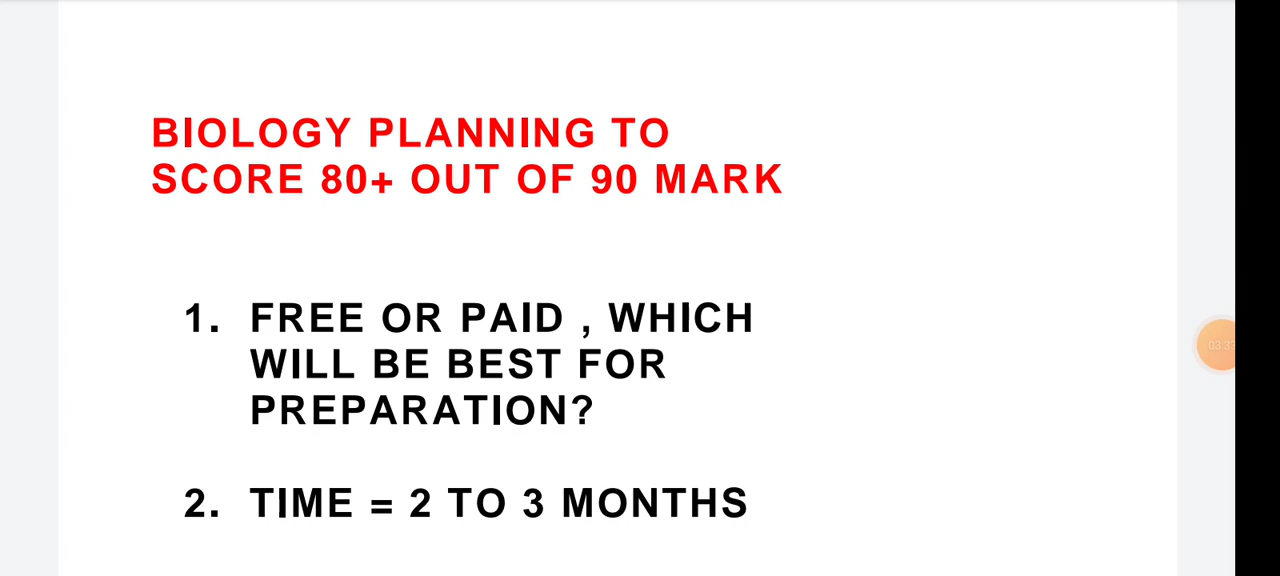 BIOLOGY PLANNING TO
SCORE 80+ OUT OF 90 MARK
1. FREE OR PAID , WHICH
WILL BE BEST FOR
PREPARATION?
2. TIME = 2 TO 3 MONTHS